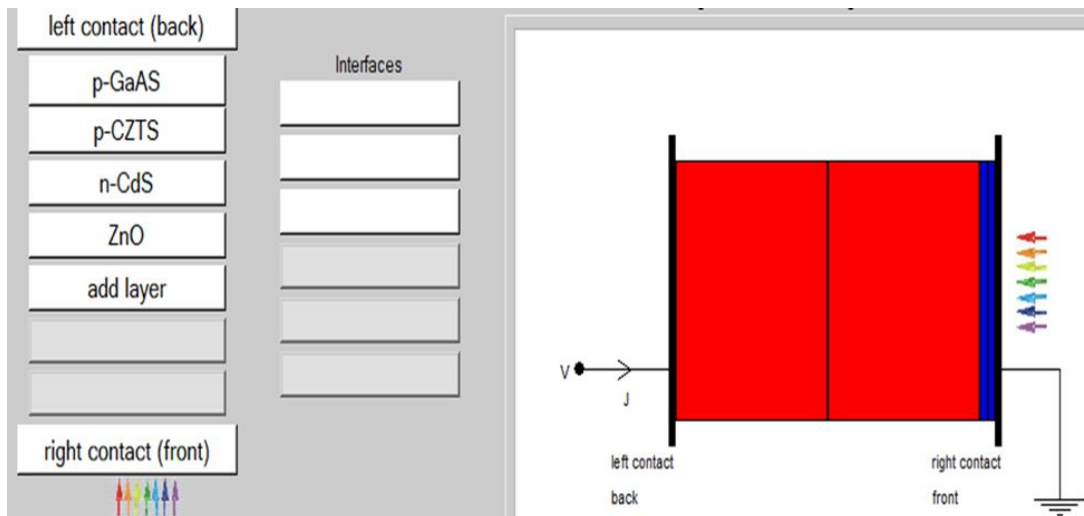 left contact (back)
p-GaAS
p-CZTS
n-CdS
ZnO
add layer
right contact (front)
Interfaces
V
J
left contact
back
right contact
front